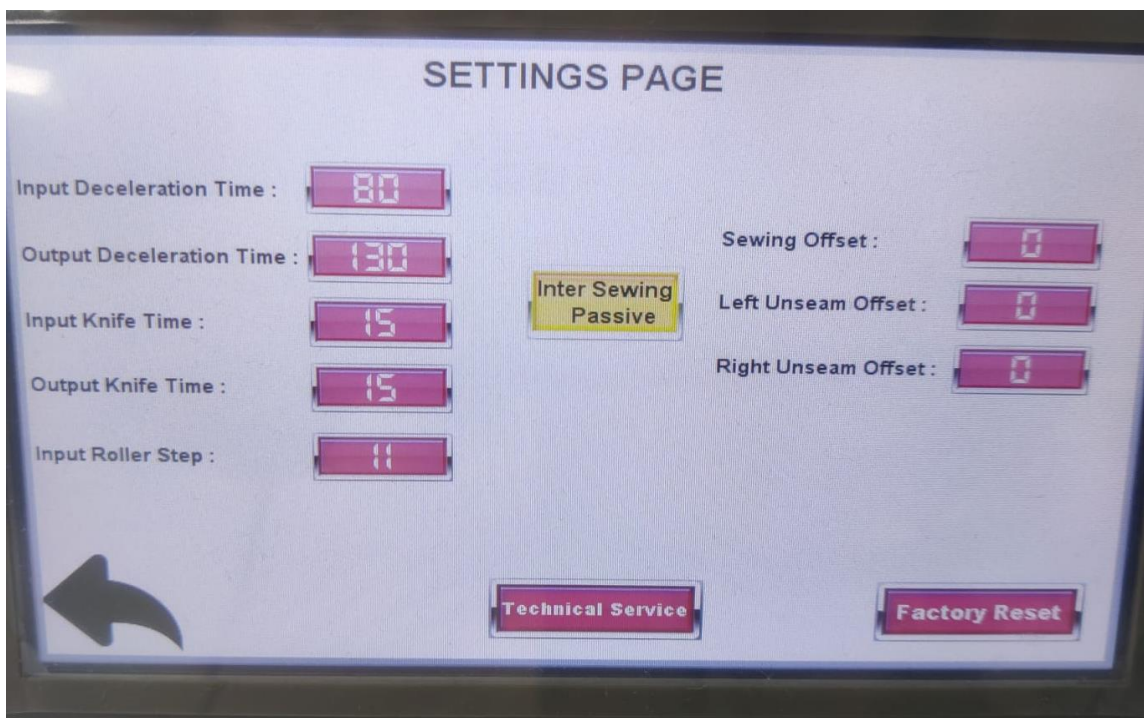 SETTINGS PAGE
Input Deceleration Time : 80
Output Deceleration Time : 130
Input Knife Time : 15
Output Knife Time : 15
Input Roller Step : 11
Inter Sewing
Passive
Sewing Offset : 0
Left Unseam Offset : 0
Right Unseam Offset : 0
Technical Service
Factory Reset